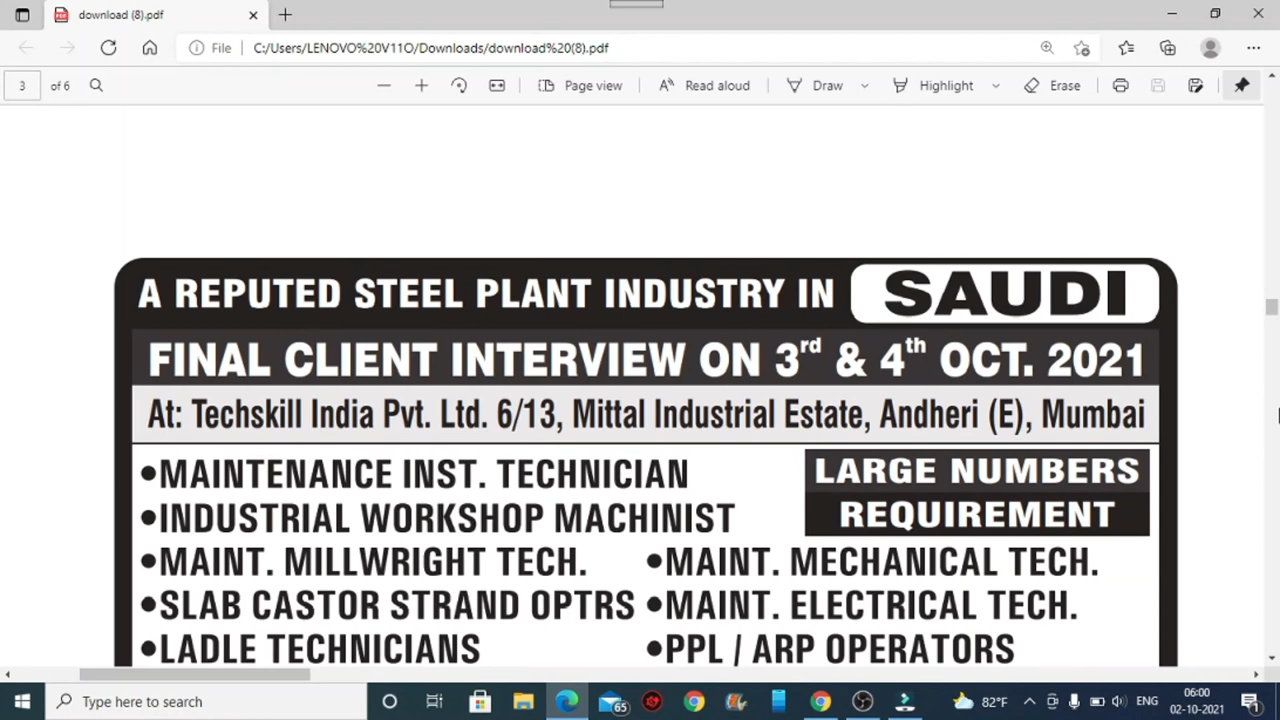 download (8).pdf
File C:/Users/LENOVO%20V11O/Downloads/download%20(8).pdf
3 of 6 Page view Read aloud Draw Highlight Erase
A REPUTED STEEL PLANT INDUSTRY IN SAUDI
FINAL CLIENT INTERVIEW ON 3rd & 4th OCT. 2021
At: Techskill India Pvt. Ltd. 6/13, Mittal Industrial Estate, Andheri (E), Mumbai
•MAINTENANCE INST. TECHNICIAN
LARGE NUMBERS
•INDUSTRIAL WORKSHOP MACHINIST
REQUIREMENT
•MAINT. MILLWRIGHT TECH. •MAINT. MECHANICAL TECH.
•SLAB CASTOR STRAND OPTRS •MAINT. ELECTRICAL TECH.
•LADLE TECHNICIANS •PPL / ARP OPERATORS
Type here to search 65 82°F ENG 06:00 1
02-10-2021